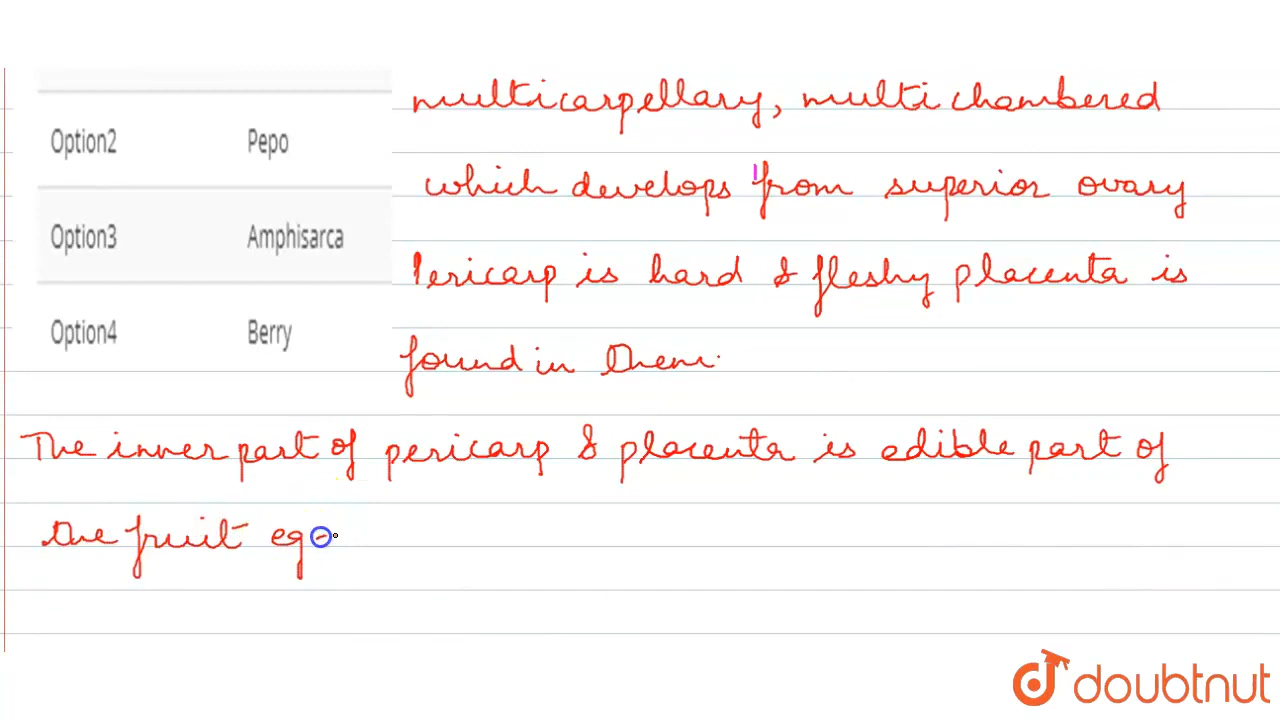 multicarpellary, multichambered
Option2 Pepo
which develops from superior ovary
Option3 Amphisarca
Pericarp is hard & fleshy placenta is
Option4 Berry
found in them.
The inner part of pericarp & placenta is edible part of
the fruit eg -
doubtnut